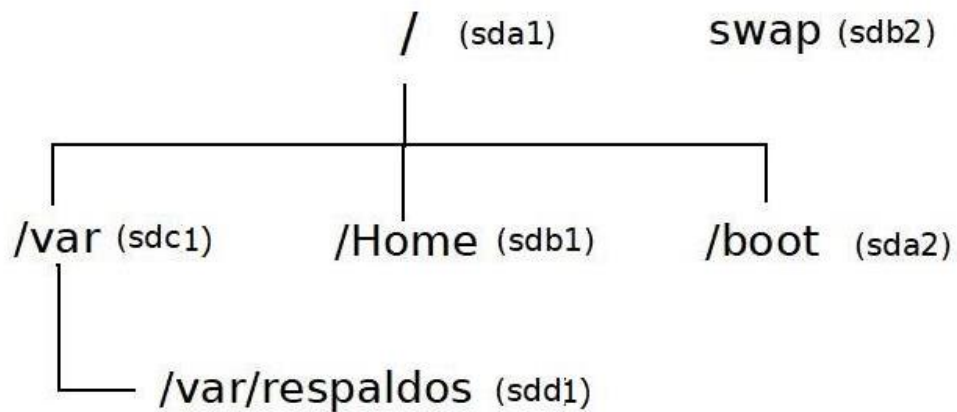 / (sda1) swap (sdb2)
/var (sdc1) /Home (sdb1) /boot (sda2)
/var/respaldos (sdd1)